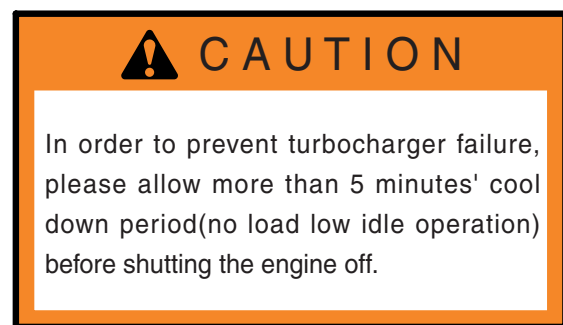 CAUTION
In order to prevent turbocharger failure,
please allow more than 5 minutes' cool
down period(no load low idle operation)
before shutting the engine off.